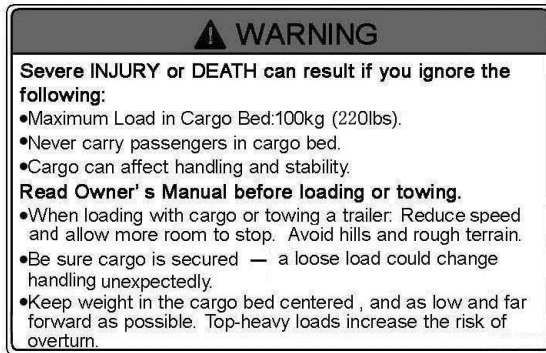 WARNING
Severe INJURY or DEATH can result if you ignore the
following:
•Maximum Load in Cargo Bed:100kg (220lbs).
•Never carry passengers in cargo bed.
•Cargo can affect handling and stability.
Read Owner' s Manual before loading or towing.
•When loading with cargo or towing a trailer: Reduce speed
and allow more room to stop. Avoid hills and rough terrain.
•Be sure cargo is secured — a loose load could change
handling unexpectedly.
•Keep weight in the cargo bed centered , and as low and far
forward as possible. Top-heavy loads increase the risk of
overturn.